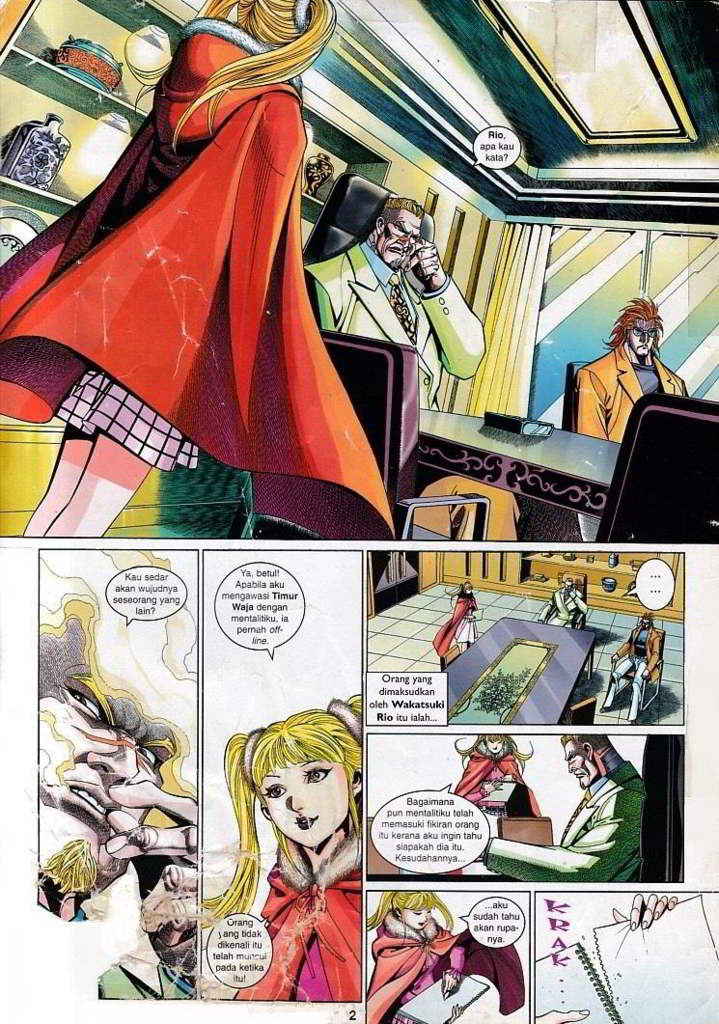 Rio,
apa kau
kata?
Kau sedar
akan wujudnya
seseorang yang
lain?
Ya, betul!
Apabila aku
mengawasi Timur
Waja dengan
mentalitiku, ia
pernah off-
line.
Orang
yang tidak
dikenali itu
telah muncul
pada ketika
itu!
...
...
Orang yang
dimaksudkan
oleh Wakatsuki
Rio itu ialah...
Bagaimana
pun mentalitiku telah
memasuki fikiran orang
itu kerana aku ingin tahu
siapakah dia itu.
Kesudahannya...
...aku
sudah tahu
akan rupa-
nya.
KRAK....
2